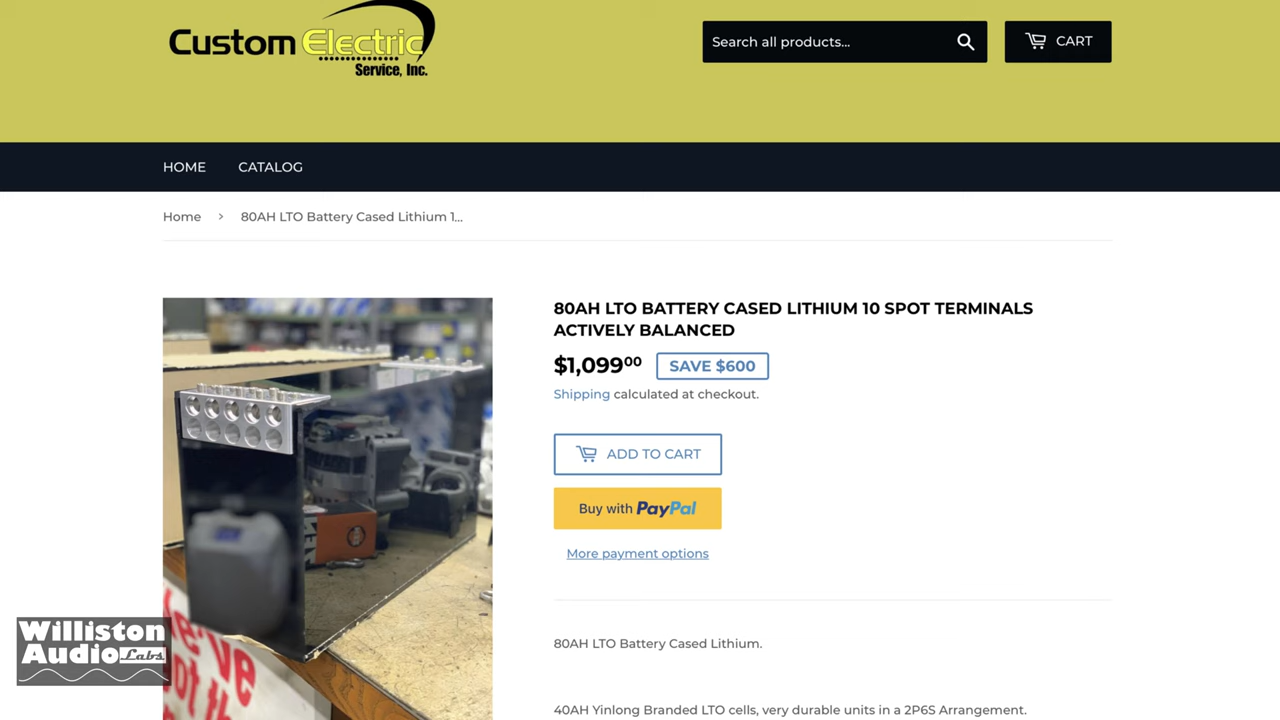 Custom Electric
Service, Inc.
Search all products...
CART
HOME CATALOG
Home › 80AH LTO Battery Cased Lithium 1...
80AH LTO BATTERY CASED LITHIUM 10 SPOT TERMINALS
ACTIVELY BALANCED
$1,099.00 SAVE $600
Shipping calculated at checkout.
ADD TO CART
Buy with PayPal
More payment options
80AH LTO Battery Cased Lithium.
40AH Yinlong Branded LTO cells, very durable units in a 2P6S Arrangement.
Williston
Audio Labs